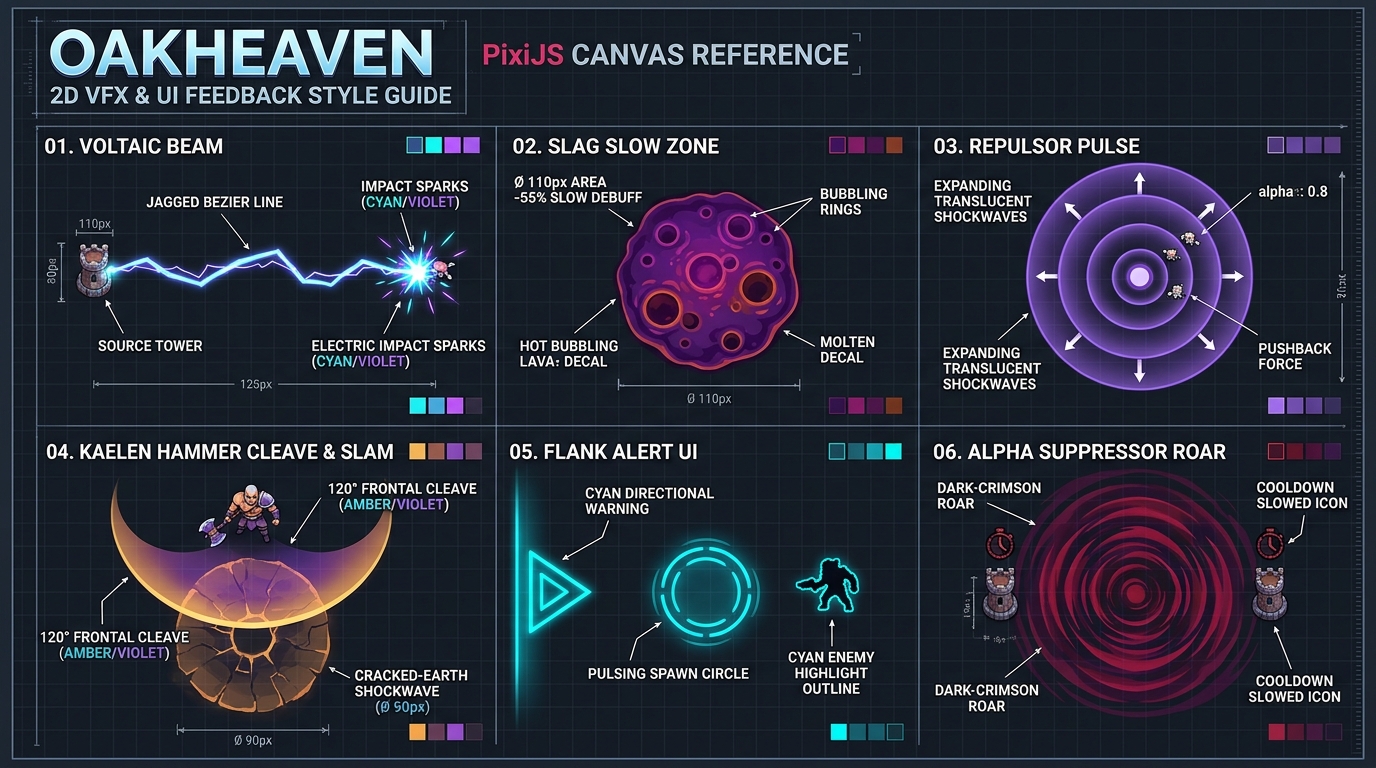 OAKHEAVEN
2D VFX & UI FEEDBACK STYLE GUIDE
PixiJS CANVAS REFERENCE
01. VOLTAIC BEAM
IMPACT SPARKS
(CYAN/VIOLET)
JAGGED BEZIER LINE
110px
SOURCE TOWER
ELECTRIC IMPACT SPARKS
(CYAN/VIOLET)
125px
02. SLAG SLOW ZONE
Ø 110px AREA
-55% SLOW DEBUFF
BUBBLING
RINGS
HOT BUBBLING
LAVA: DECAL
MOLTEN
DECAL
Ø 110px
03. REPULSOR PULSE
EXPANDING
TRANSLUCENT
SHOCKWAVES
alpha:: 0.8
EXPANDING
TRANSLUCENT
SHOCKWAVES
PUSHBACK
FORCE
04. KAELEN HAMMER CLEAVE & SLAM
120° FRONTAL CLEAVE
(AMBER/VIOLET)
120° FRONTAL CLEAVE
(AMBER/VIOLET)
CRACKED-EARTH
SHOCKWAVE
(Ø 90px)
Ø 90px
05. FLANK ALERT UI
CYAN DIRECTIONAL
WARNING
PULSING SPAWN CIRCLE
CYAN ENEMY
HIGHLIGHT
OUTLINE
06. ALPHA SUPPRESSOR ROAR
DARK-CRIMSON
ROAR
COOLDOWN
SLOWED ICON
DARK-CRIMSON
ROAR
COOLDOWN
SLOWED ICON